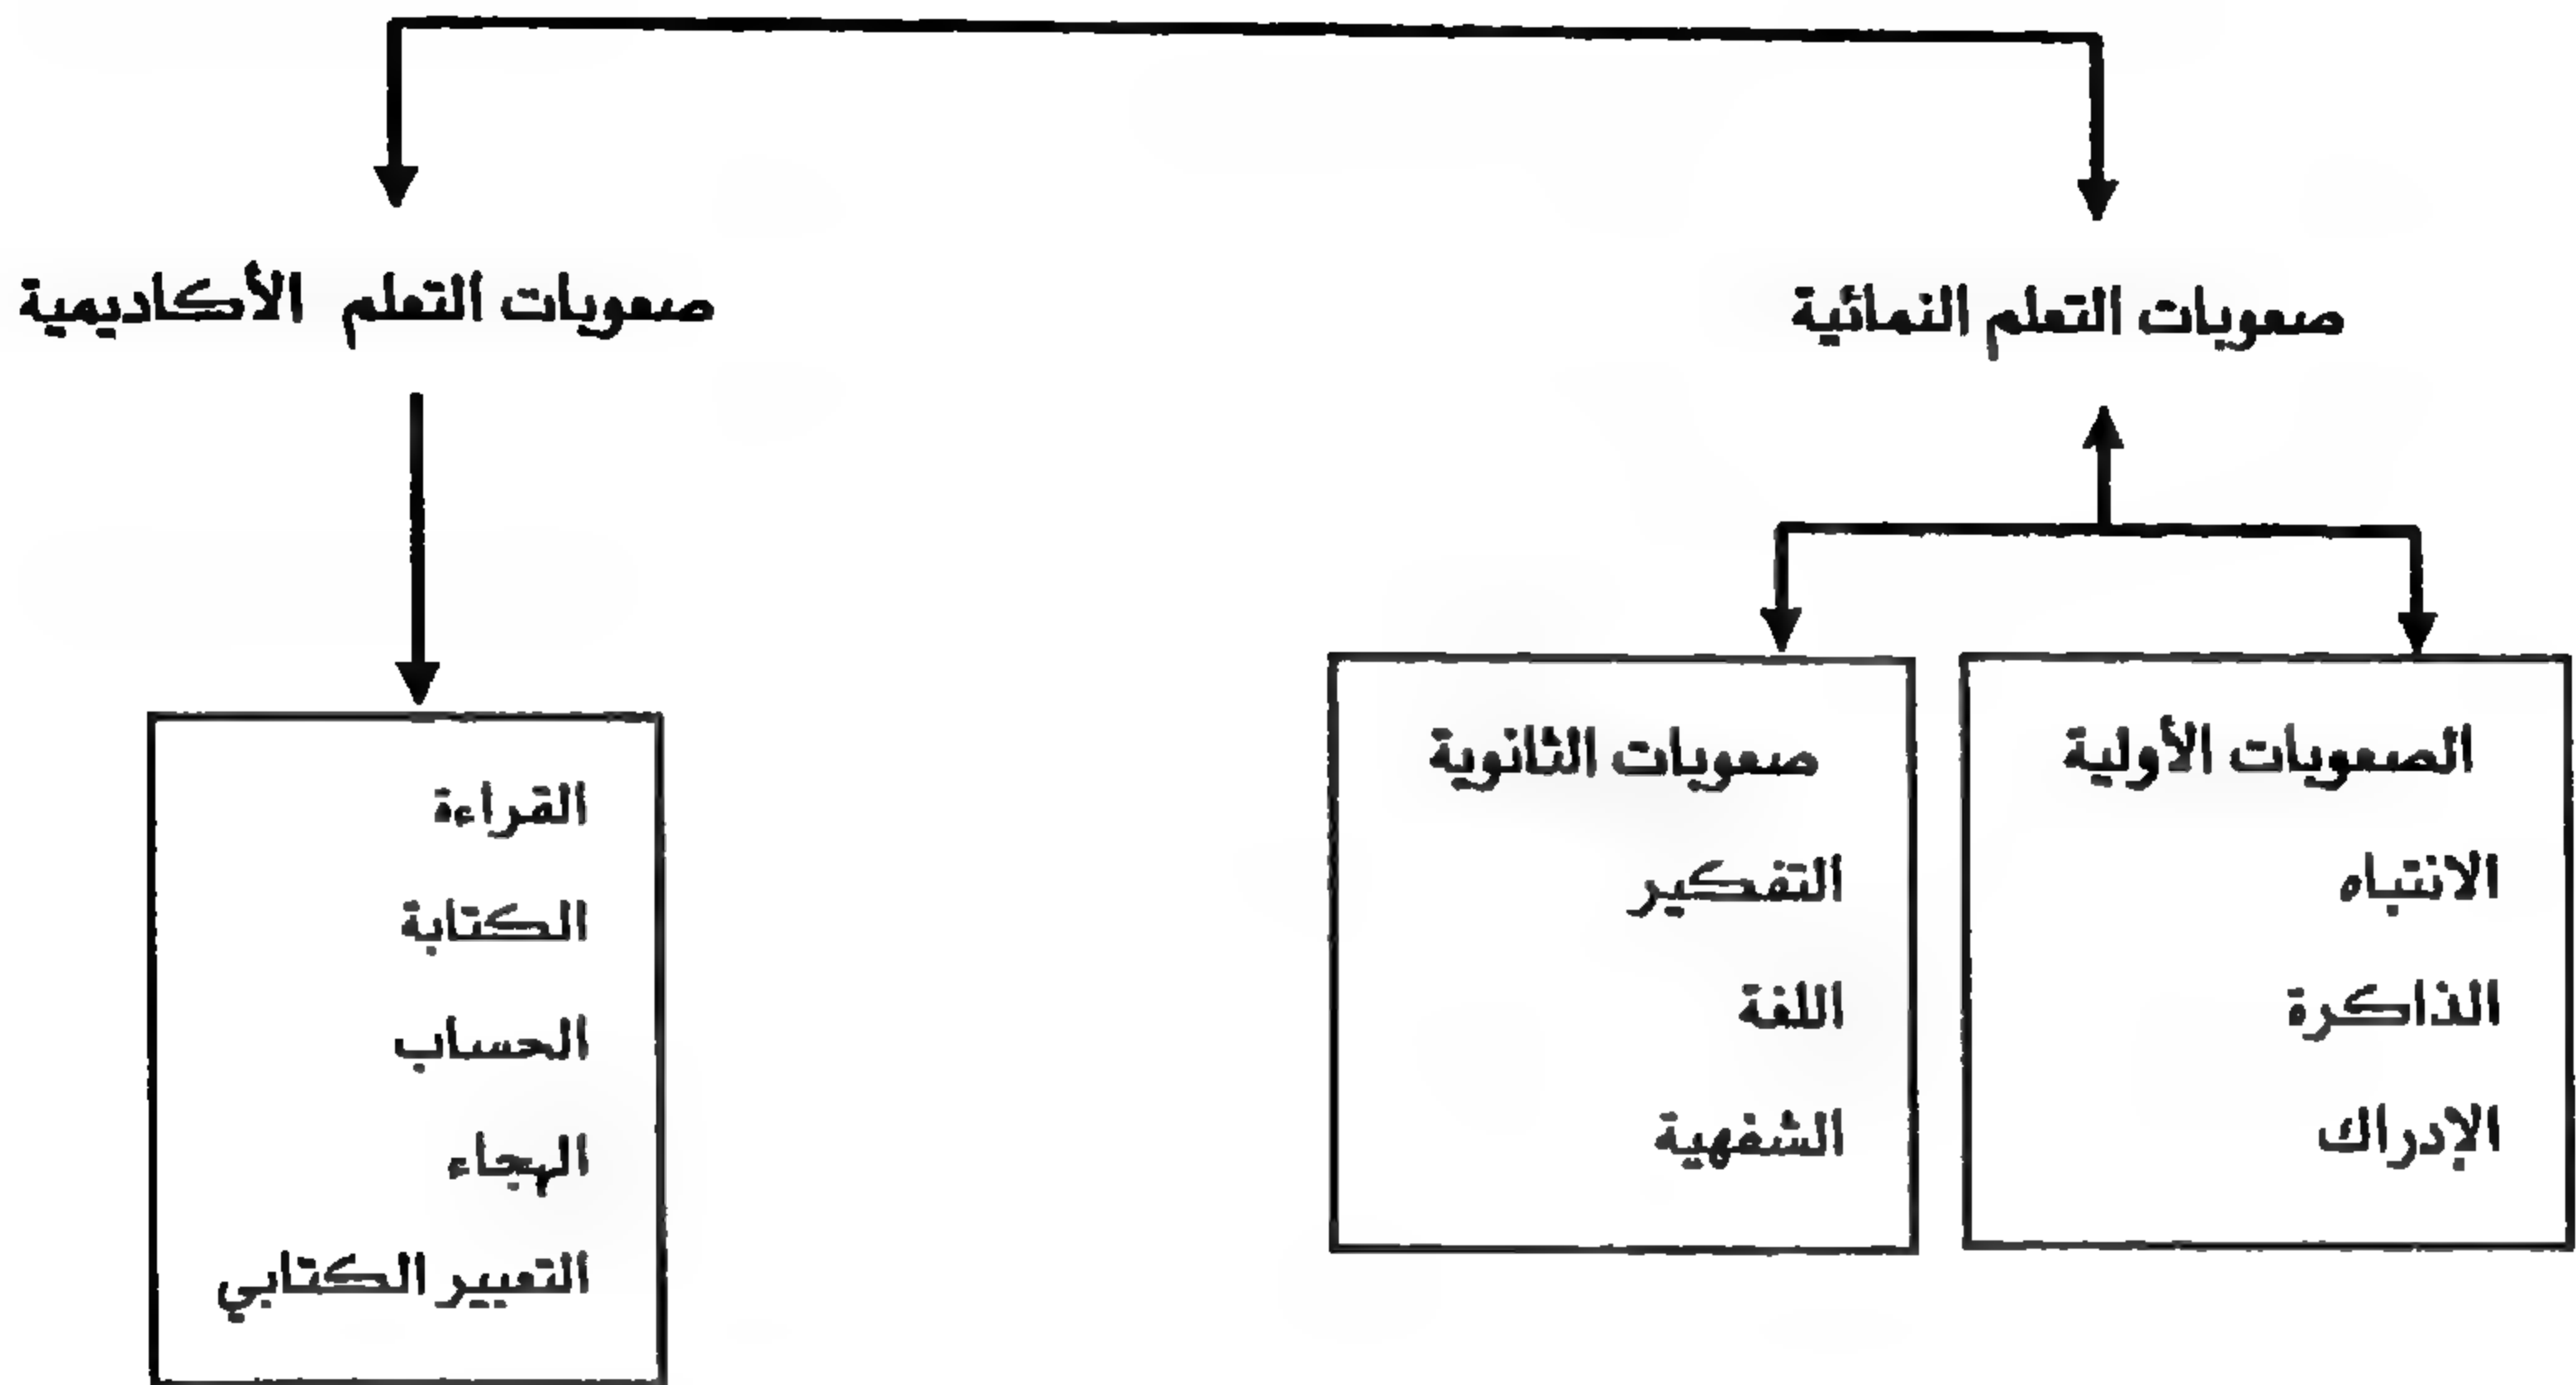 صعوبات التعلم النمائية
صعوبات التعلم الأكاديمية
الصعوبات الأولية
الانتباه
الذاكرة
الإدراك
صعوبات الثانوية
التفكير
اللغة
الشفهية
القراءة
الكتابة
الحساب
الهجاء
التعبير الكتابي